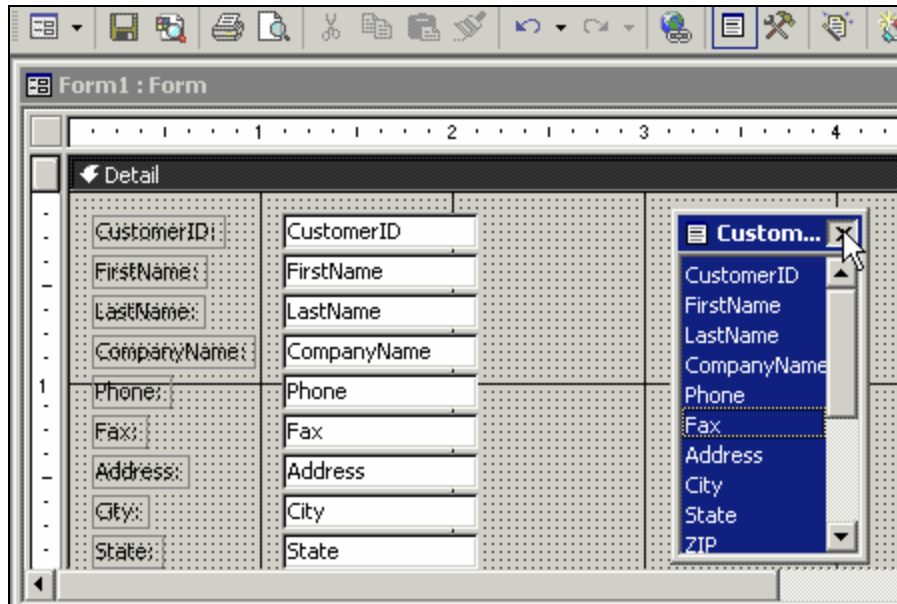 Form1 : Form
1 2 3 4
Detail
CustomerID: CustomerID
FirstName: FirstName
LastName: LastName
CompanyName: CompanyName
1
Phone: Phone
Fax: Fax
Address: Address
City: City
State: State
Custom...
CustomerID
FirstName
LastName
CompanyName
Phone
Fax
Address
City
State
ZIP